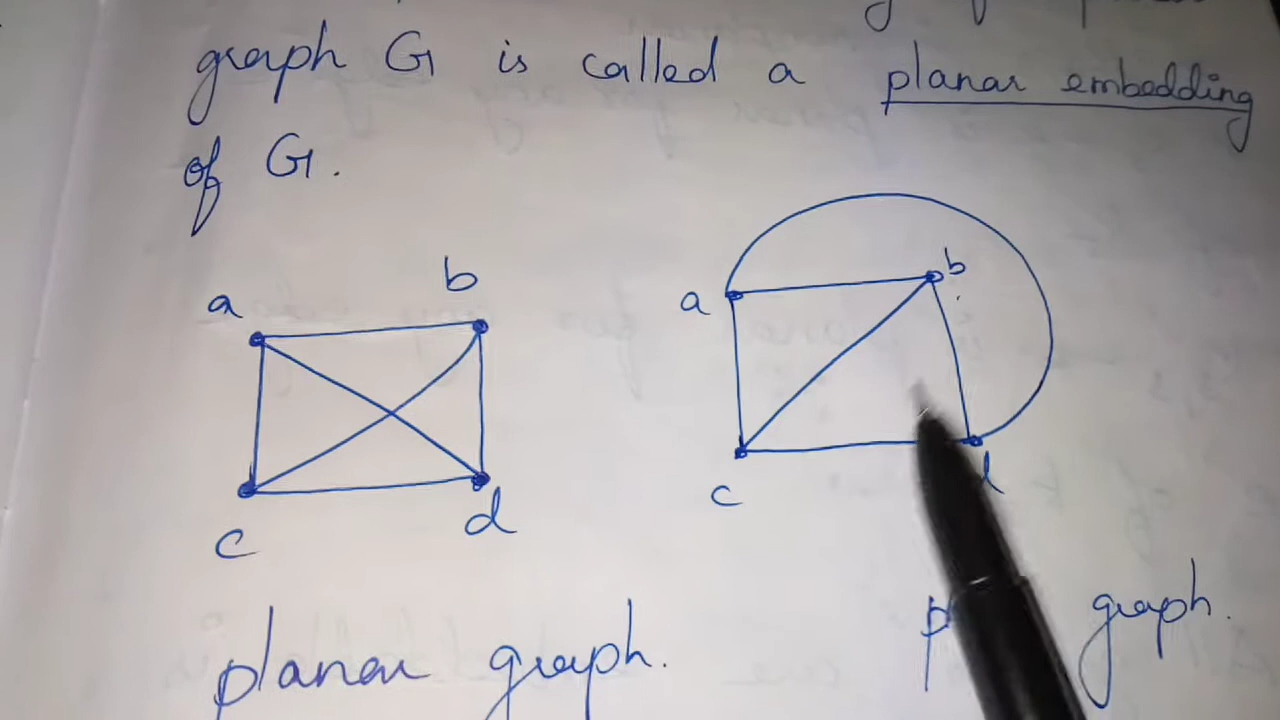 graph G is called a planar embedding
of G.
a b
c d
a b
c
planar graph. graph.